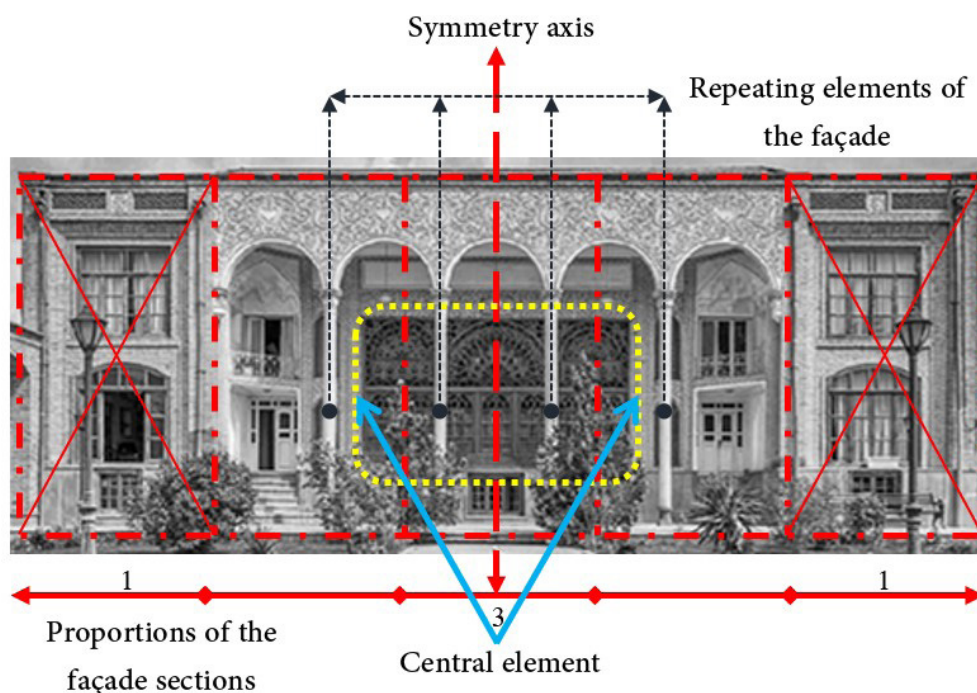 Symmetry axis
Repeating elements of
the façade
1
1
3
Proportions of the
façade sections
Central element